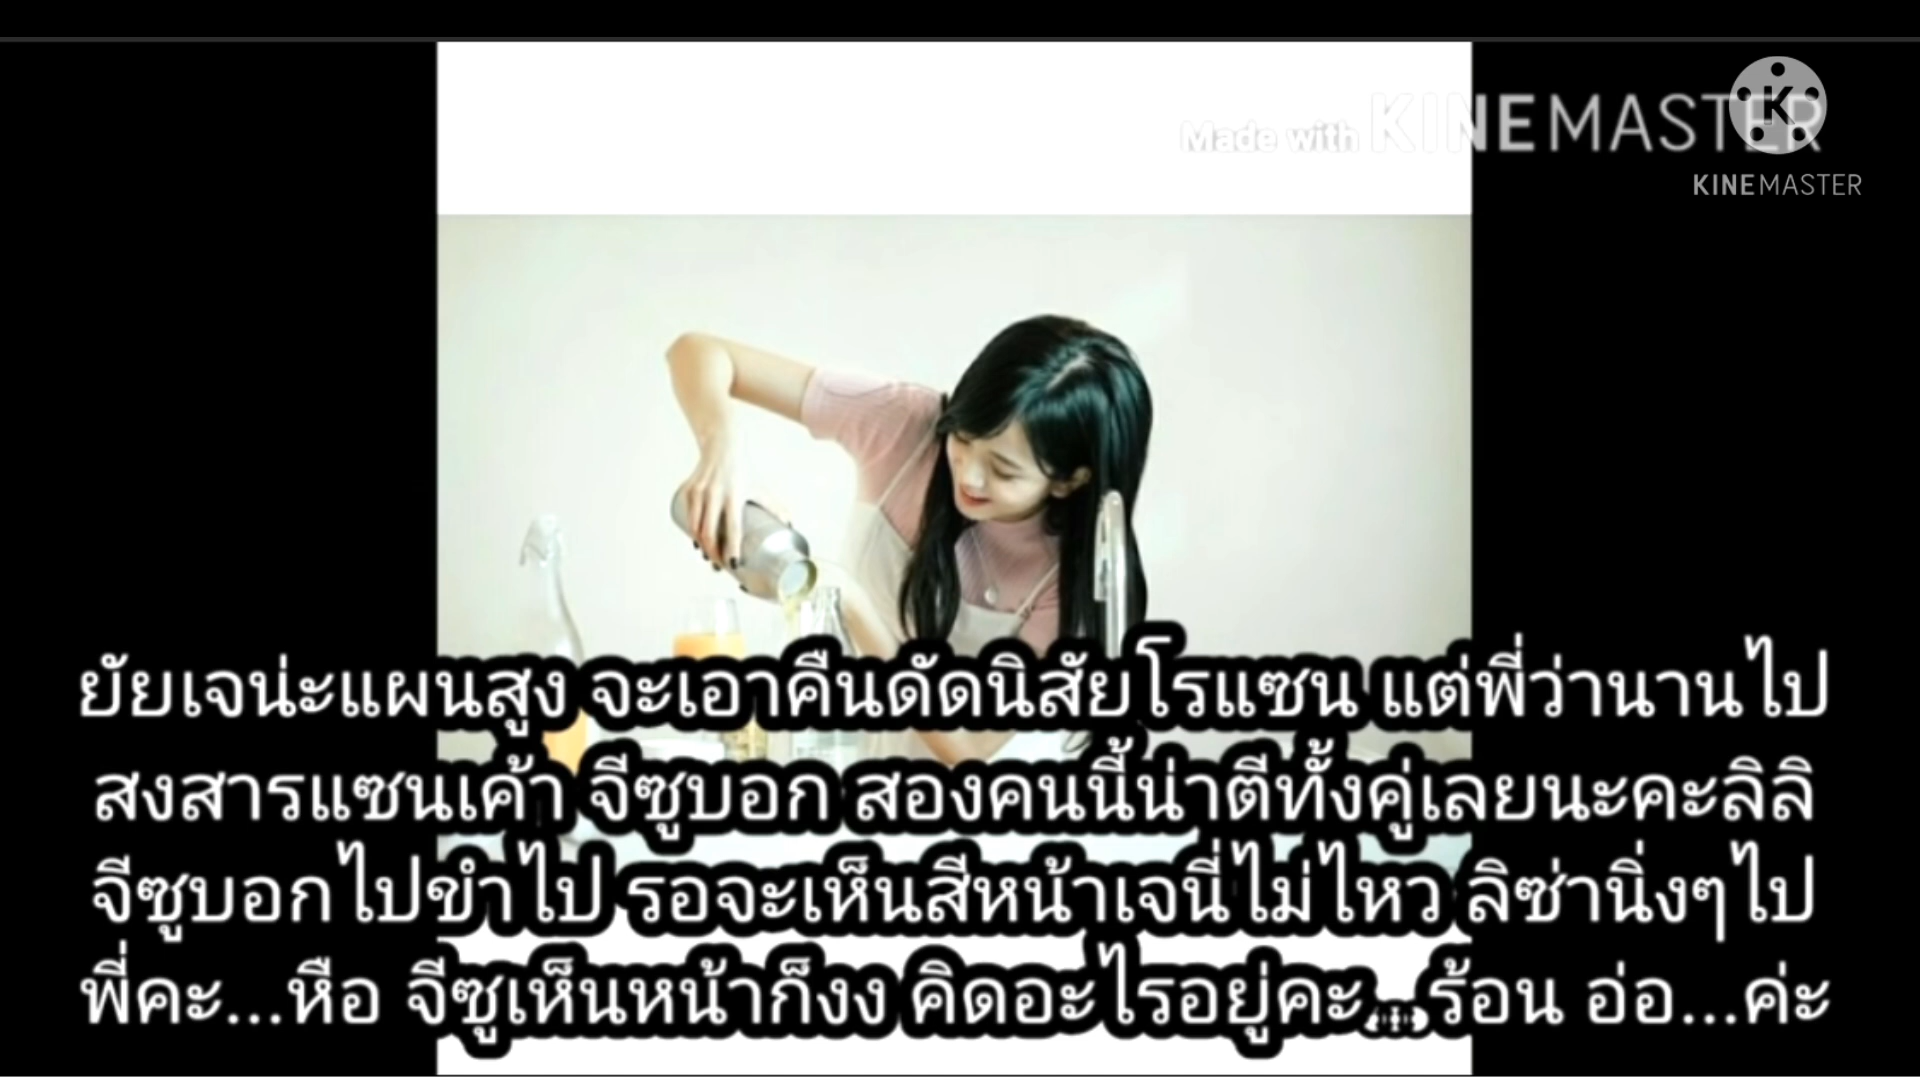 Made with KINEMASTER
KINEMASTER
ยัยเจน่ะแผนสูง จะเอาคืนดัดนิสัยโรแซน แต่พี่ว่านานไป
สงสารแซนเค้า จีซูบอก สองคนนี้น่าตีทั้งคู่เลยนะคะลิลิ
จีซูบอกไปขำไป รอจะเห็นสีหน้าเจนี่ไม่ไหว ลิซ่านิ่งๆไป
พี่คะ...หือ จีซูเห็นหน้าก็งง คิดอะไรอยู่คะ...ร้อน อ่อ...ค่ะ